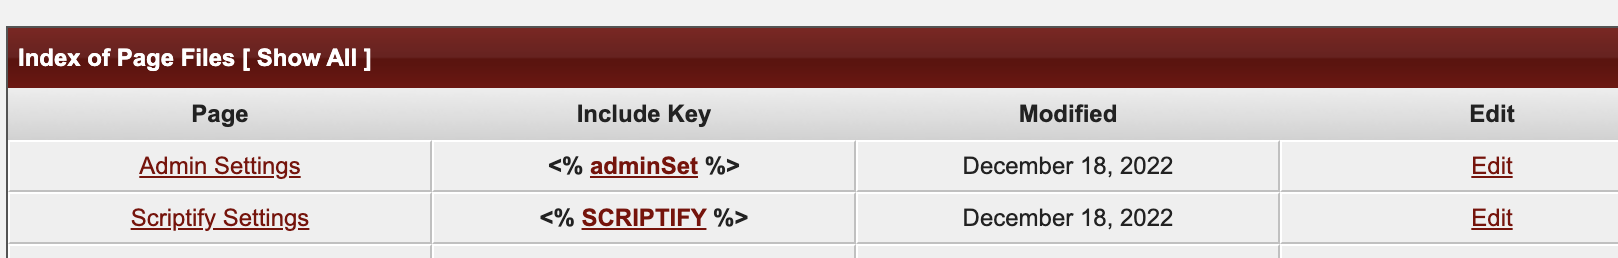 Index of Page Files [ Show All ]
Page Include Key Modified Edit
Admin Settings <% adminSet %> December 18, 2022 Edit
Scriptify Settings <% SCRIPTIFY %> December 18, 2022 Edit